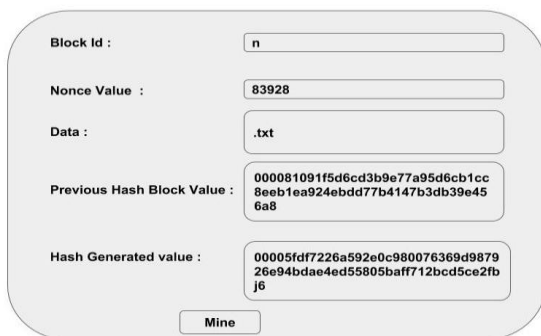 Block Id : n
Nonce Value : 83928
Data : .txt
Previous Hash Block Value : 000081091f5d6cd3b9e77a95d6cb1cc
8eeb1ea924ebdd77b4147b3db39e45
6a8
Hash Generated value : 00005fdf7226a592e0c980076369d9879
26e94bdae4ed55805baff712bcd5ce2fb
j6
Mine